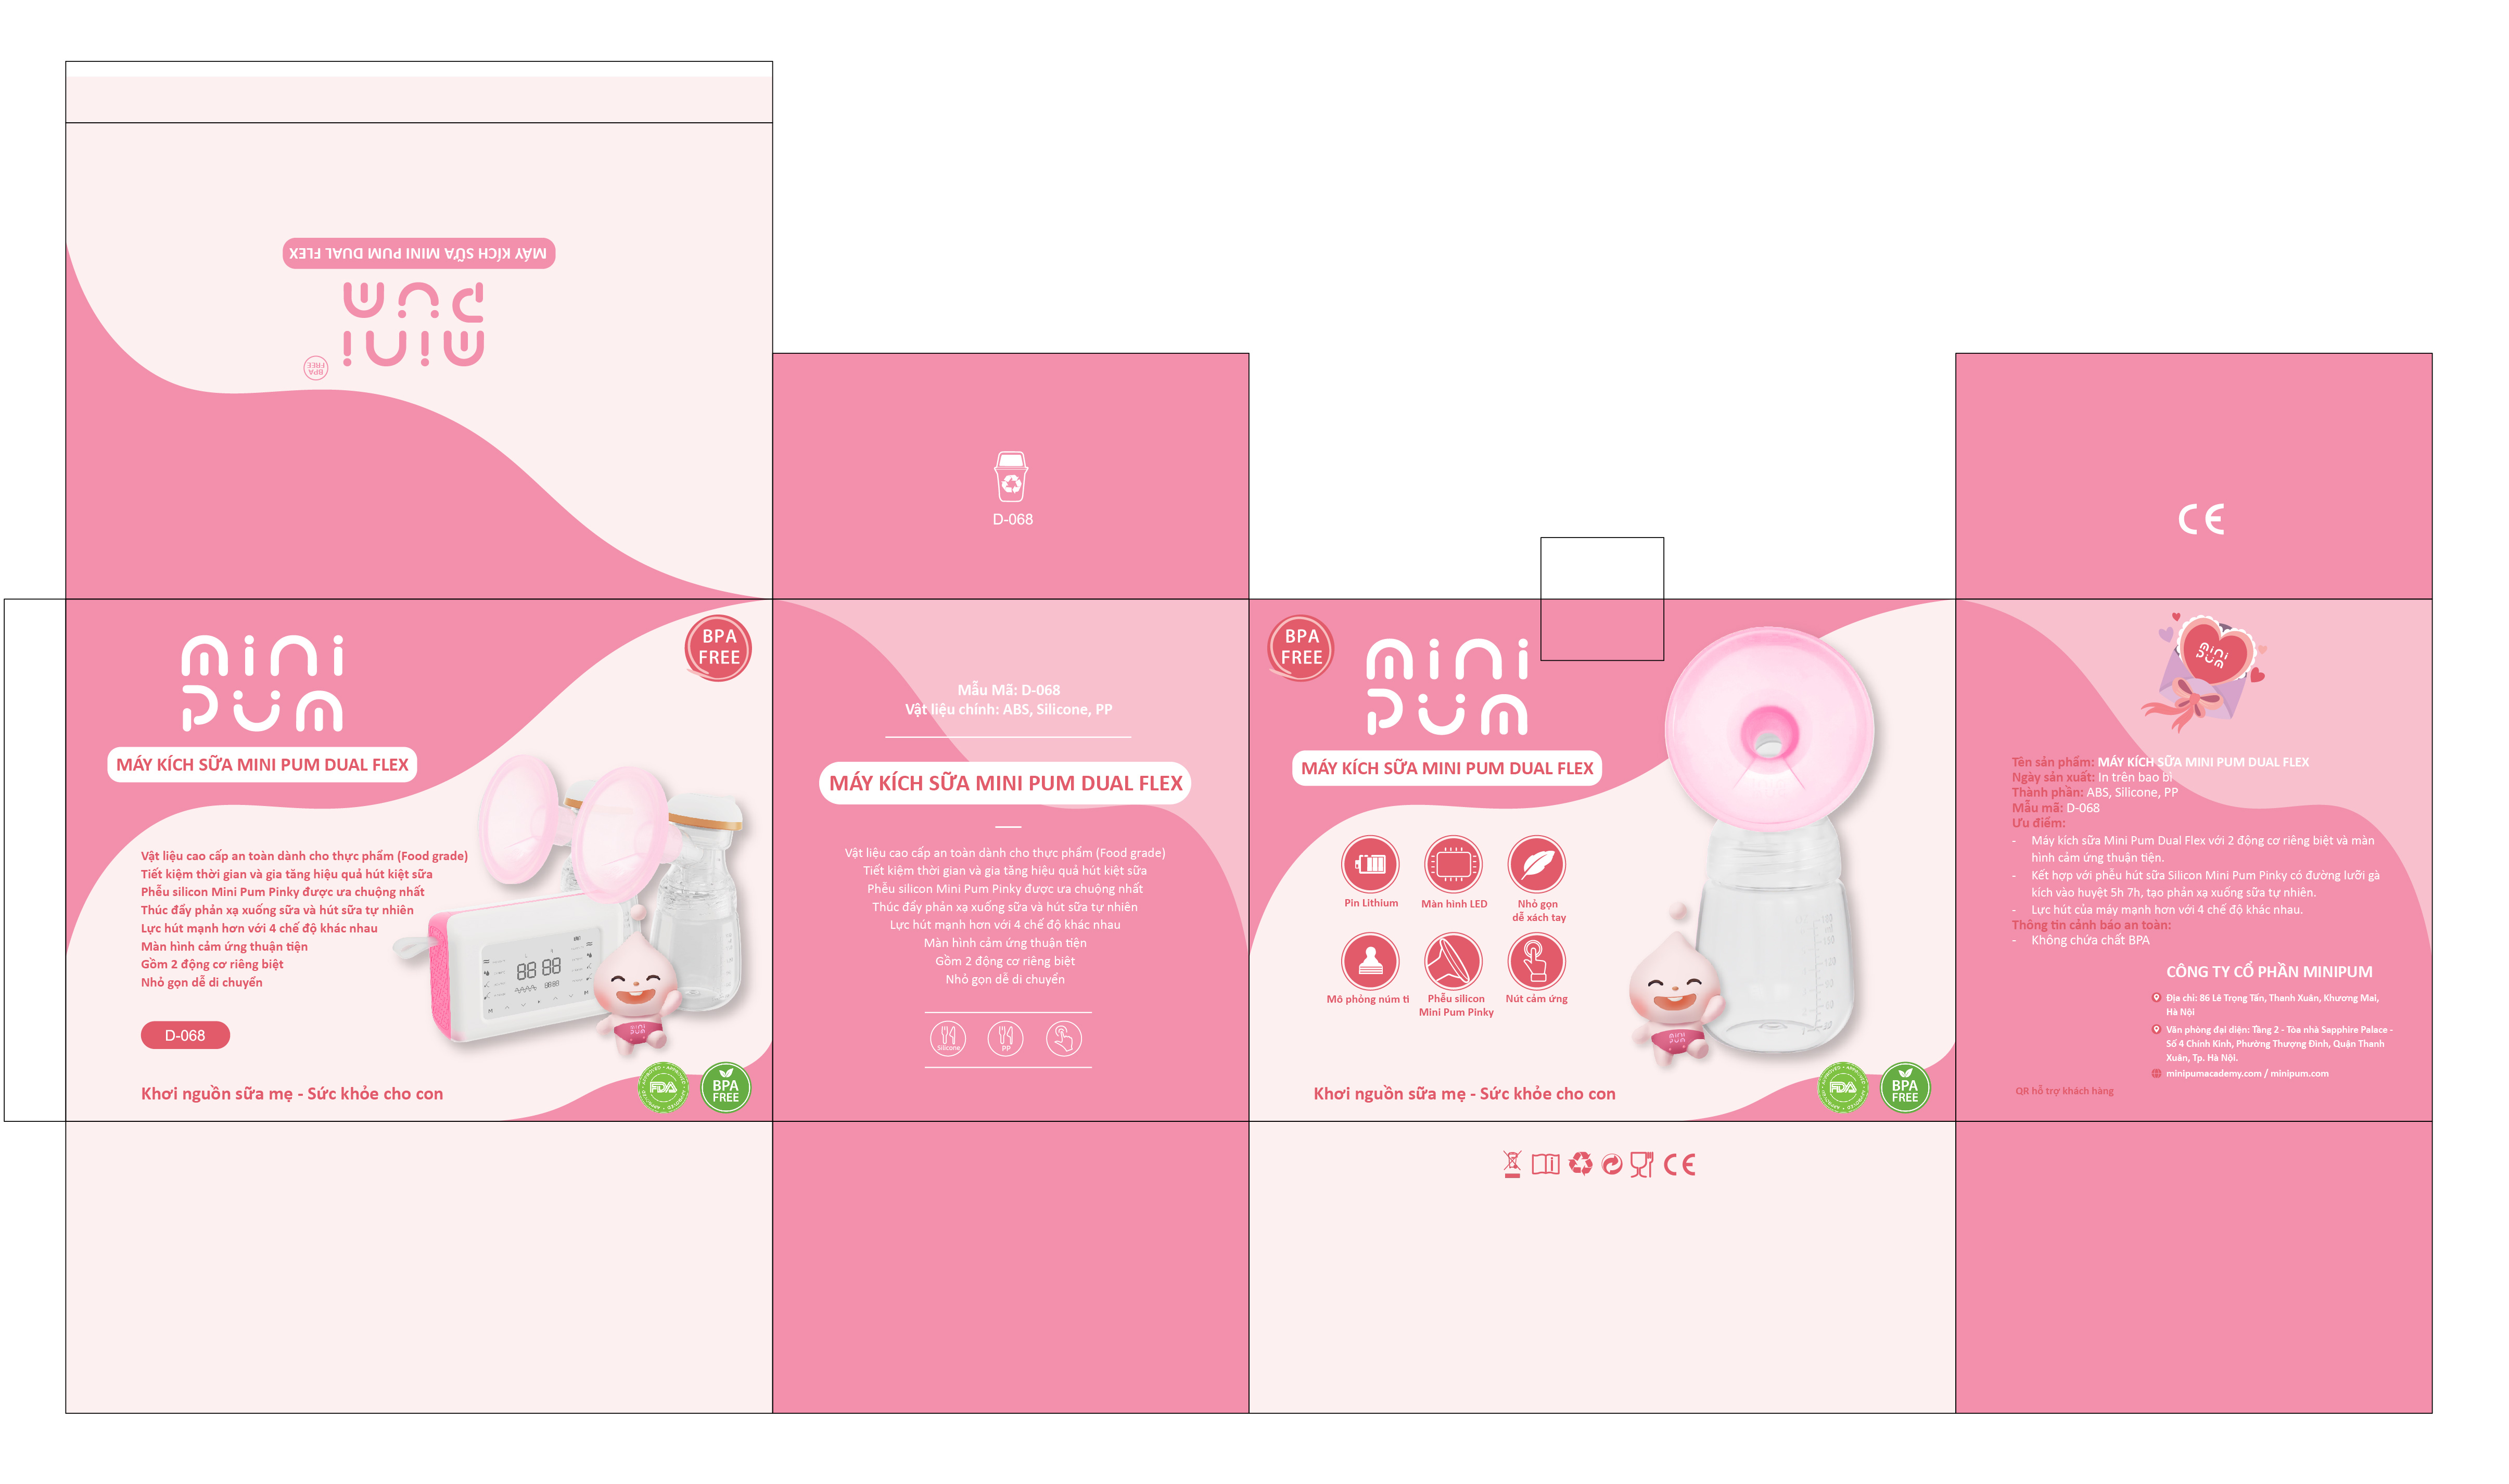 MÁY KÍCH SỮA MINI PUM DUAL FLEX
mini
pum
BPA
FREE
D-068
CE
mini
pum
BPA
FREE
MÁY KÍCH SỮA MINI PUM DUAL FLEX
Vật liệu cao cấp an toàn dành cho thực phẩm (Food grade)
Tiết kiệm thời gian và gia tăng hiệu quả hút kiệt sữa
Phễu silicon Mini Pum Pinky được ưa chuộng nhất
Thúc đẩy phản xạ xuống sữa và hút sữa tự nhiên
Lực hút mạnh hơn với 4 chế độ khác nhau
Màn hình cảm ứng thuận tiện
Gồm 2 động cơ riêng biệt
Nhỏ gọn dễ di chuyển
D-068
mini
pum
Khơi nguồn sữa mẹ - Sức khỏe cho con
APPROVED
FDA
BPA
FREE
Mẫu Mã: D-068
Vật liệu chính: ABS, Silicone, PP
MÁY KÍCH SỮA MINI PUM DUAL FLEX
Vật liệu cao cấp an toàn dành cho thực phẩm (Food grade)
Tiết kiệm thời gian và gia tăng hiệu quả hút kiệt sữa
Phễu silicon Mini Pum Pinky được ưa chuộng nhất
Thúc đẩy phản xạ xuống sữa và hút sữa tự nhiên
Lực hút mạnh hơn với 4 chế độ khác nhau
Màn hình cảm ứng thuận tiện
Gồm 2 động cơ riêng biệt
Nhỏ gọn dễ di chuyển
Silicone
PP
BPA
FREE
mini
pum
MÁY KÍCH SỮA MINI PUM DUAL FLEX
Pin Lithium
Màn hình LED
Nhỏ gọn
dễ xách tay
Mô phỏng núm ti
Phễu silicon
Mini Pum Pinky
Nút cảm ứng
mini
pum
Khơi nguồn sữa mẹ - Sức khỏe cho con
APPROVED
FDA
BPA
FREE
mini
pum
Tên sản phẩm: MÁY KÍCH SỮA MINI PUM DUAL FLEX
Ngày sản xuất: In trên bao bì
Thành phần: ABS, Silicone, PP
Mẫu mã: D-068
Ưu điểm:
- Máy kích sữa Mini Pum Dual Flex với 2 động cơ riêng biệt và màn
hình cảm ứng thuận tiện.
- Kết hợp với phễu hút sữa Silicon Mini Pum Pinky có đường lưỡi gà
kích vào huyệt 5h 7h, tạo phản xạ xuống sữa tự nhiên.
- Lực hút của máy mạnh hơn với 4 chế độ khác nhau.
Thông tin cảnh báo an toàn:
- Không chứa chất BPA
CÔNG TY CỔ PHẦN MINIPUM
Địa chỉ: 86 Lê Trọng Tấn, Thanh Xuân, Khương Mai,
Hà Nội
Văn phòng đại diện: Tầng 2 - Tòa nhà Sapphire Palace -
Số 4 Chính Kinh, Phường Thượng Đình, Quận Thanh
Xuân, Tp. Hà Nội.
minipumacademy.com / minipum.com
QR hỗ trợ khách hàng
CE